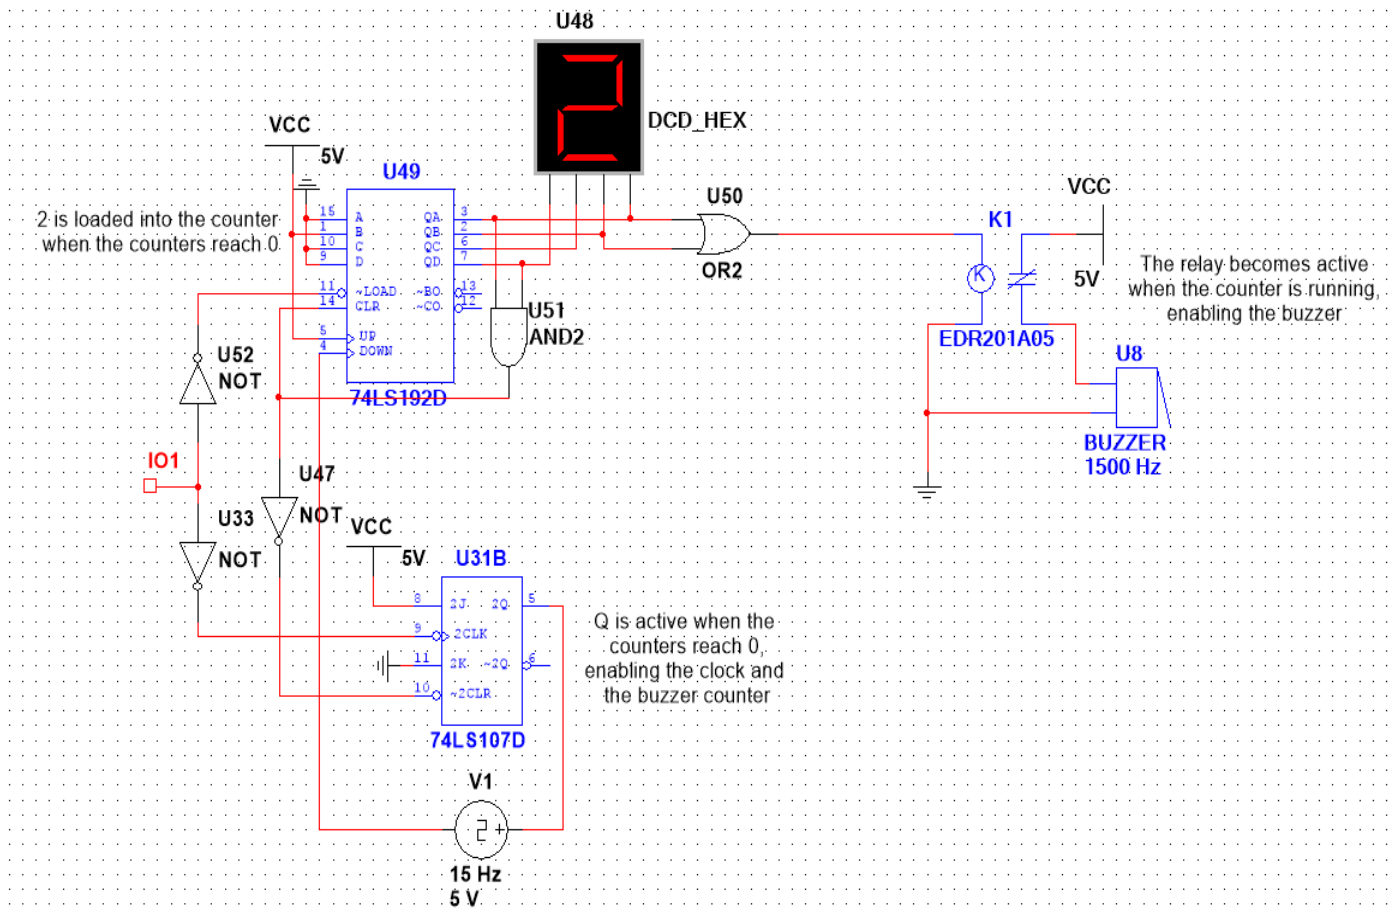 U48
DCD_HEX
VCC
5V
U49
2 is loaded into the counter
when the counters reach 0
15 A QA 3
1 B QB 2
10 C QC 6
9 D QD 7
11 ~LOAD ~BO 13
14 CLR ~CO 12
5 UP
4 DOWN
74LS192D
U50
OR2
U51
AND2
K1
K
EDR201A05
VCC
5V
The relay becomes active
when the counter is running,
enabling the buzzer
U8
BUZZER
1500 Hz
U52
NOT
IO1
U33
NOT
U47
NOT
VCC
5V
U31B
8 2J 2Q 5
9 2CLK
11 2K ~2Q 6
10 ~2CLR
74LS107D
Q is active when the
counters reach 0,
enabling the clock and
the buzzer counter
V1
15 Hz
5 V